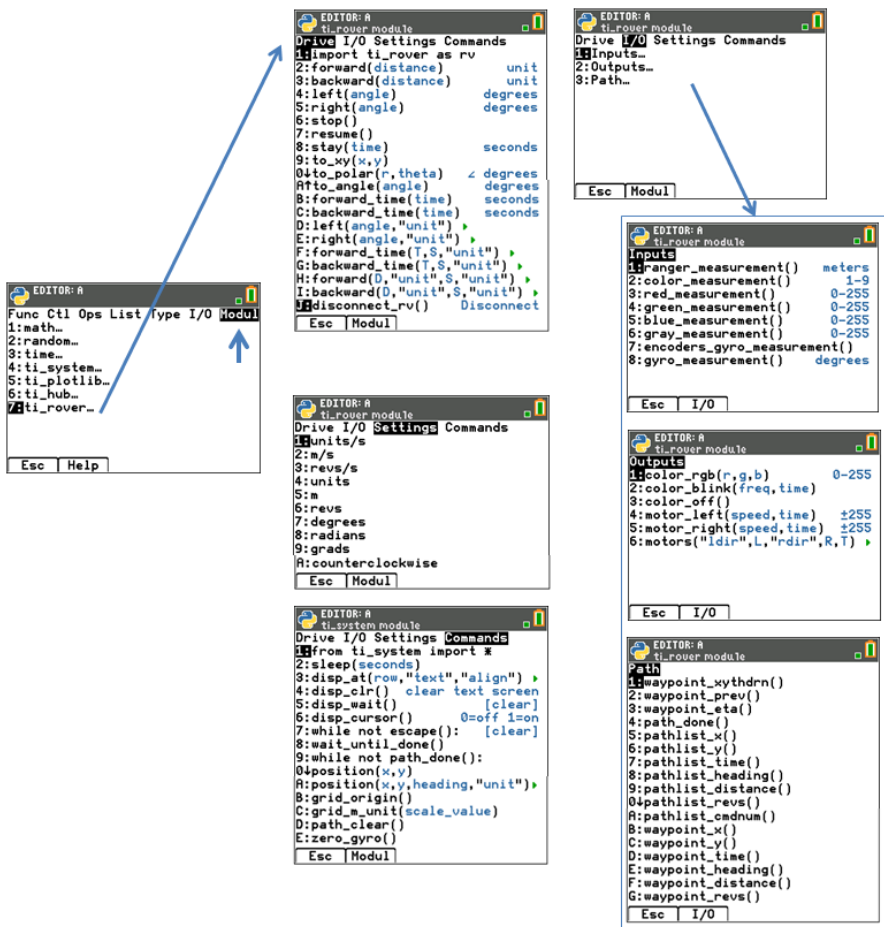 EDITOR: A
Func Ctl Ops List Type I/O Modul
1:math…
2:random…
3:time…
4:ti_system…
5:ti_plotlib…
6:ti_hub…
7:ti_rover…
Esc Help
EDITOR: A
ti_rover module
Drive I/O Settings Commands
1:import ti_rover as rv
2:forward(distance) unit
3:backward(distance) unit
4:left(angle) degrees
5:right(angle) degrees
6:stop()
7:resume()
8:stay(time) seconds
9:to_xy(x,y)
0↓to_polar(r,theta) ∠ degrees
A↑to_angle(angle) degrees
B:forward_time(time) seconds
C:backward_time(time) seconds
D:left(angle,"unit") ▸
E:right(angle,"unit") ▸
F:forward_time(T,S,"unit") ▸
G:backward_time(T,S,"unit") ▸
H:forward(D,"unit",S,"unit") ▸
I:backward(D,"unit",S,"unit") ▸
J:disconnect_rv() Disconnect
Esc Modul
EDITOR: A
ti_rover module
Drive I/O Settings Commands
1:units/s
2:m/s
3:revs/s
4:units
5:m
6:revs
7:degrees
8:radians
9:grads
A:counterclockwise
Esc Modul
EDITOR: A
ti_system module
Drive I/O Settings Commands
1:from ti_system import *
2:sleep(seconds)
3:disp_at(row,"text","align") ▸
4:disp_clr() clear text screen
5:disp_wait() [clear]
6:disp_cursor() 0=off 1=on
7:while not escape(): [clear]
8:wait_until_done()
9:while not path_done():
0↓position(x,y)
A:position(x,y,heading,"unit")▸
B:grid_origin()
C:grid_m_unit(scale_value)
D:path_clear()
E:zero_gyro()
Esc Modul
EDITOR: A
ti_rover module
Drive I/O Settings Commands
1:Inputs…
2:Outputs…
3:Path…
Esc Modul
EDITOR: A
ti_rover module
Inputs
1:ranger_measurement() meters
2:color_measurement() 1-9
3:red_measurement() 0-255
4:green_measurement() 0-255
5:blue_measurement() 0-255
6:gray_measurement() 0-255
7:encoders_gyro_measurement()
8:gyro_measurement() degrees
Esc I/O
EDITOR: A
ti_rover module
Outputs
1:color_rgb(r,g,b) 0-255
2:color_blink(freq,time)
3:color_off()
4:motor_left(speed,time) ±255
5:motor_right(speed,time) ±255
6:motors("ldir",L,"rdir",R,T) ▸
Esc I/O
EDITOR: A
ti_rover module
Path
1:waypoint_xythdrn()
2:waypoint_prev()
3:waypoint_eta()
4:path_done()
5:pathlist_x()
6:pathlist_y()
7:pathlist_time()
8:pathlist_heading()
9:pathlist_distance()
0↓pathlist_revs()
A:pathlist_cmdnum()
B:waypoint_x()
C:waypoint_y()
D:waypoint_time()
E:waypoint_heading()
F:waypoint_distance()
G:waypoint_revs()
Esc I/O